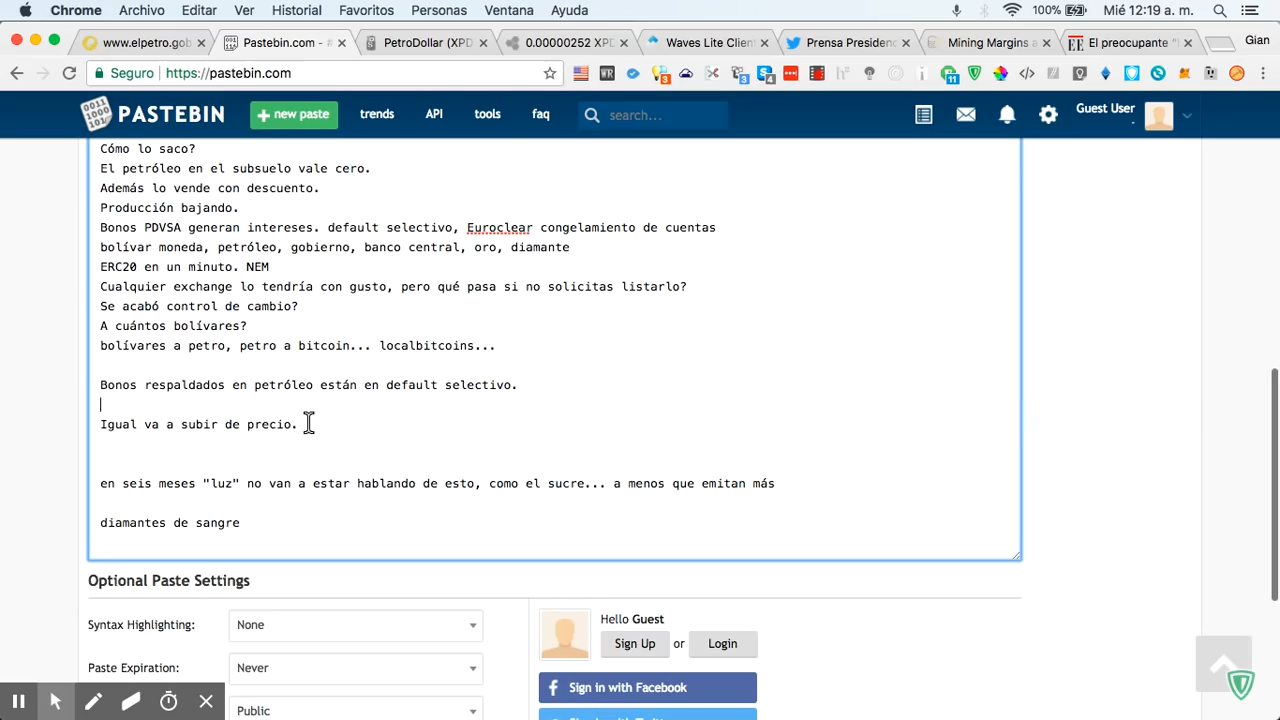 Chrome Archivo Editar Ver Historial Favoritos Personas Ventana Ayuda 100% Mié 12:19 a. m.
www.elpetro.gob Pastebin.com - # PetroDollar (XPD 0.00000252 XPD Waves Lite Clien Prensa Presidenc Mining Margins a El preocupante " Gian
Seguro https://pastebin.com
PASTEBIN + new paste trends API tools faq search... Guest User
-
Cómo lo saco?
El petróleo en el subsuelo vale cero.
Además lo vende con descuento.
Producción bajando.
Bonos PDVSA generan intereses. default selectivo, Euroclear congelamiento de cuentas
bolívar moneda, petróleo, gobierno, banco central, oro, diamante
ERC20 en un minuto. NEM
Cualquier exchange lo tendría con gusto, pero qué pasa si no solicitas listarlo?
Se acabó control de cambio?
A cuántos bolívares?
bolívares a petro, petro a bitcoin... localbitcoins...
Bonos respaldados en petróleo están en default selectivo.
Igual va a subir de precio.
en seis meses "luz" no van a estar hablando de esto, como el sucre... a menos que emitan más
diamantes de sangre
Optional Paste Settings
Syntax Highlighting: None
Hello Guest
Sign Up or Login
Paste Expiration: Never
Sign in with Facebook
Public